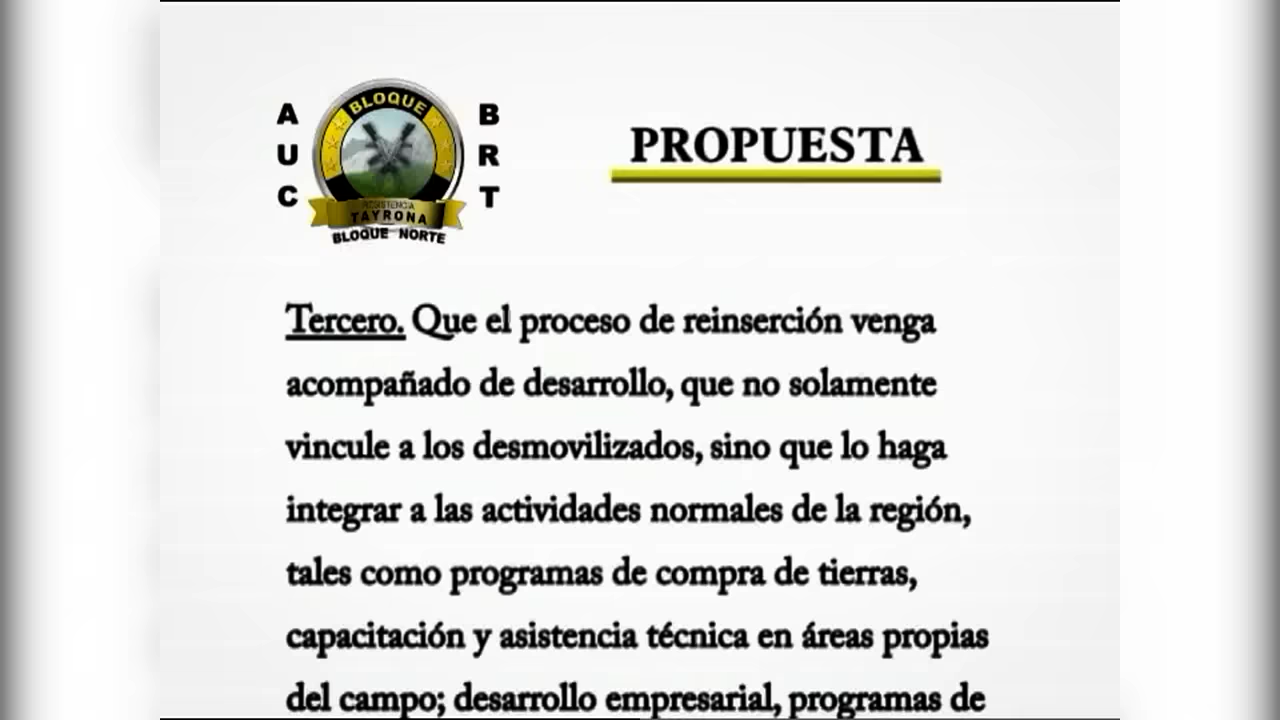 A
U
C
BLOQUE
RESISTENCIA
TAYRONA
BLOQUE NORTE
B
R
T
PROPUESTA
Tercero. Que el proceso de reinserción venga
acompañado de desarrollo, que no solamente
vincule a los desmovilizados, sino que lo haga
integrar a las actividades normales de la región,
tales como programas de compra de tierras,
capacitación y asistencia técnica en áreas propias
del campo; desarrollo empresarial, programas de